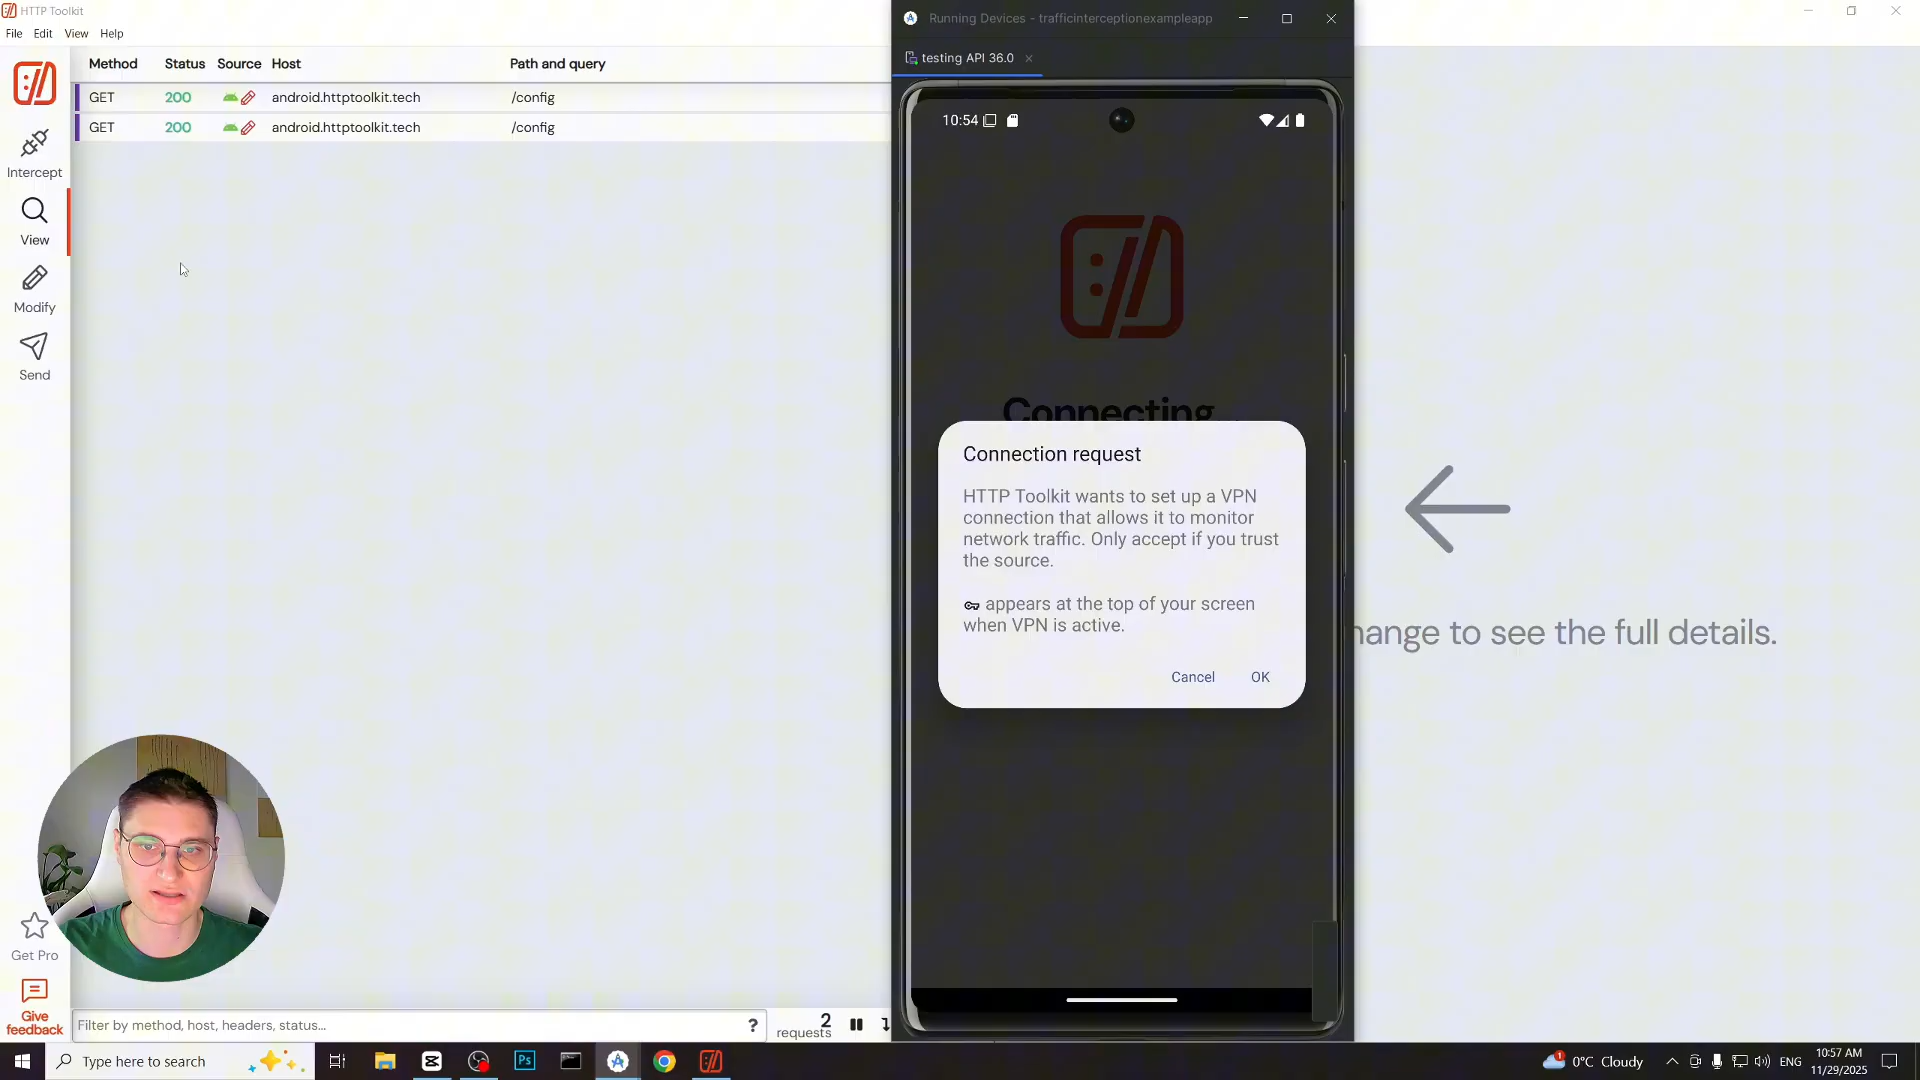 HTTP Toolkit
File Edit View Help
Method Status Source Host Path and query
GET 200 android.httptoolkit.tech /config
GET 200 android.httptoolkit.tech /config
Intercept
View
Modify
Send
Get Pro
Give
feedback
Filter by method, host, headers, status... ?
2
requests
Running Devices - trafficinterceptionexampleapp
testing API 36.0
10:54
Connecting
Connection request
HTTP Toolkit wants to set up a VPN
connection that allows it to monitor
network traffic. Only accept if you trust
the source.
appears at the top of your screen
when VPN is active.
Cancel OK
hange to see the full details.
Type here to search
Ps
1
0°C Cloudy
ENG
10:57 AM
11/29/2025